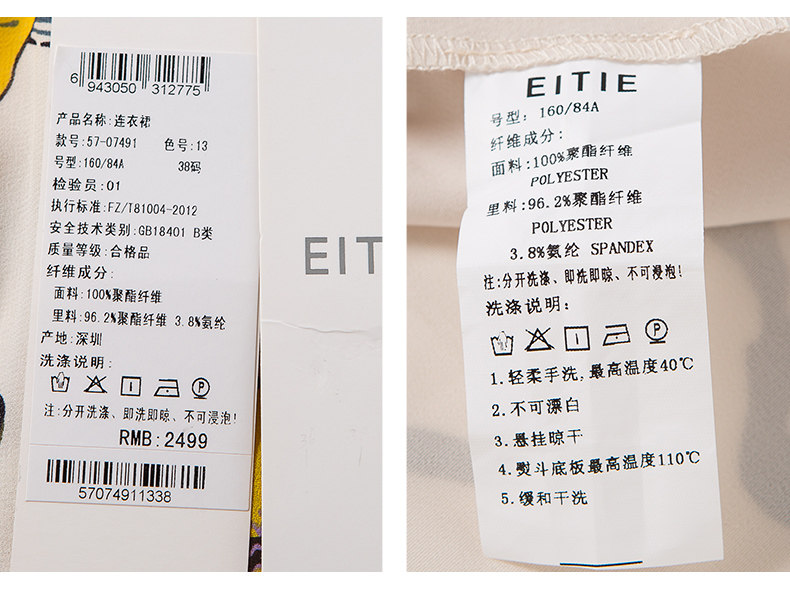 6 943050 312775
产品名称:连衣裙
款号:57-07491 色号:13
号型:160/84A 38码
检验员:01
执行标准:FZ/T81004-2012
安全技术类别:GB18401 B类
质量等级:合格品
纤维成分:
面料:100%聚酯纤维
里料:96.2%聚酯纤维 3.8%氨纶
产地:深圳
洗涤说明:
注:分开洗涤、即洗即晾、不可浸泡!
RMB:2499
57074911338
EIT
EITIE
号型: 160/84A
纤维成分:
面料:100%聚酯纤维
POLYESTER
里料:96.2%聚酯纤维
POLYESTER
3.8%氨纶 SPANDEX
注:分开洗涤、即洗即晾、不可浸泡!
洗涤说明:
P
1.轻柔手洗,最高温度40℃
2.不可漂白
3.悬挂晾干
4.熨斗底板最高温度110℃
5.缓和干洗